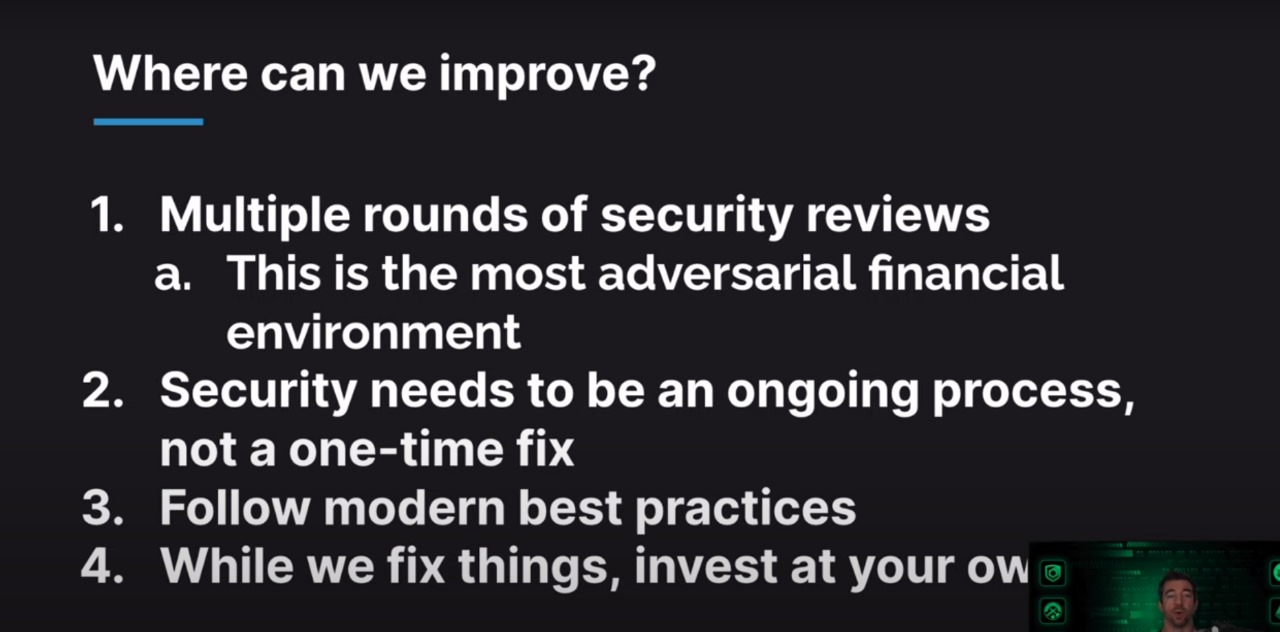 Where can we improve?
1. Multiple rounds of security reviews
a. This is the most adversarial financial
environment
2. Security needs to be an ongoing process,
not a one-time fix
3. Follow modern best practices
4. While we fix things, invest at your